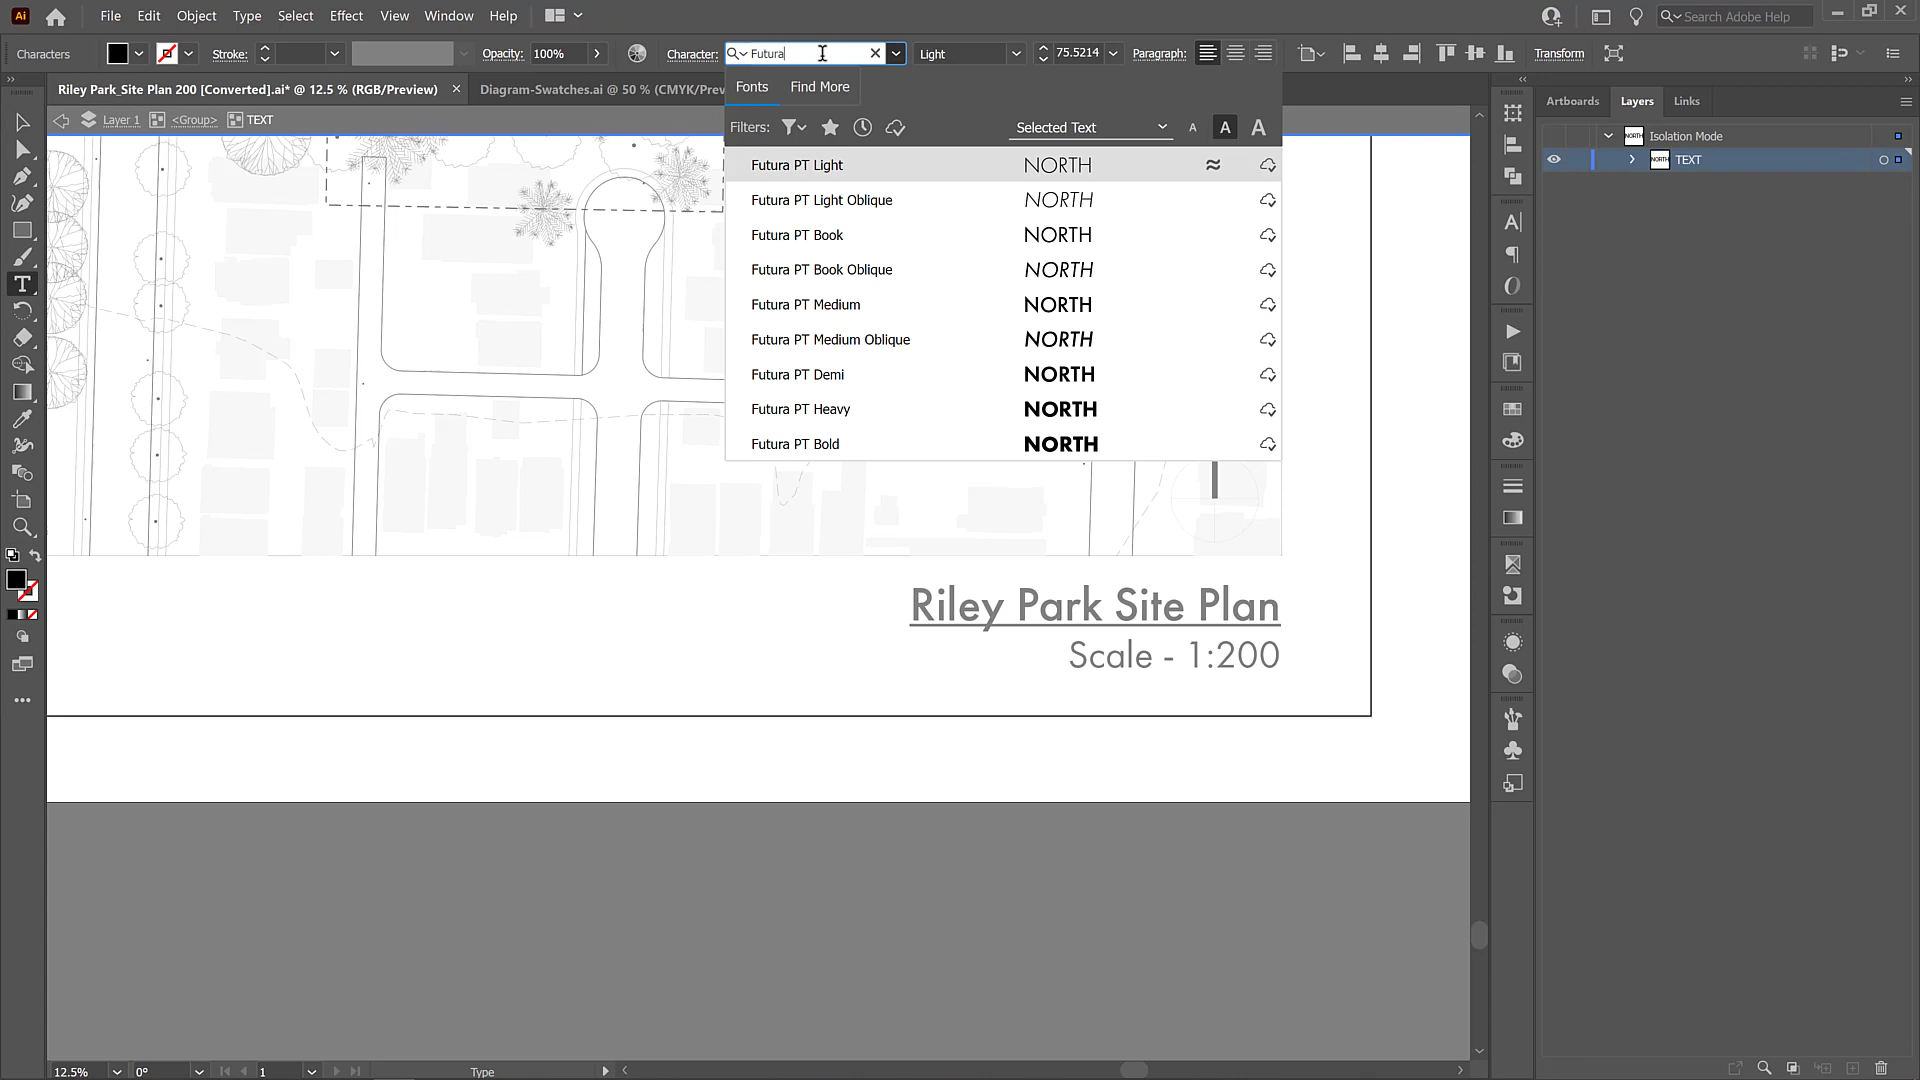 Ai File Edit Object Type Select Effect View Window Help Search Adobe Help
Characters Stroke: Opacity: 100% Character: Futura Light 75.5214 Paragraph: Transform
Fonts Find More
Riley Park_Site Plan 200 [Converted].ai* @ 12.5 % (RGB/Preview) Diagram-Swatches.ai @ 50 % (CMYK/Prev
Artboards Layers Links
Layer 1 <Group> TEXT
Filters: Selected Text A A A
NORTH Isolation Mode
NORTH TEXT
Futura PT Light NORTH
Futura PT Light Oblique NORTH
Futura PT Book NORTH
Futura PT Book Oblique NORTH
Futura PT Medium NORTH
Futura PT Medium Oblique NORTH
Futura PT Demi NORTH
Futura PT Heavy NORTH
Futura PT Bold NORTH
Riley Park Site Plan
Scale - 1:200
12.5% 0° 1 Type